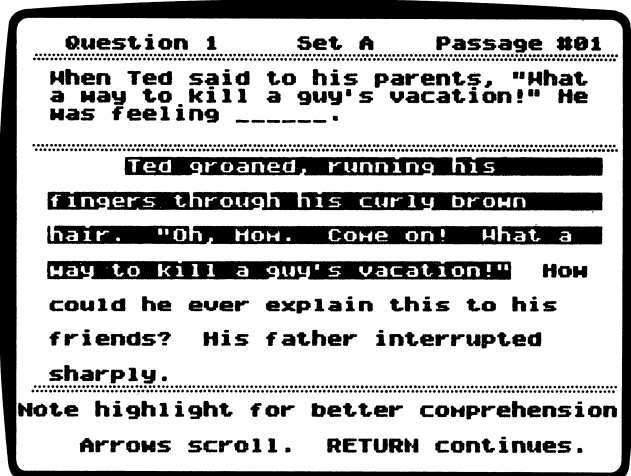 Question 1 Set A Passage #01
When Ted said to his parents, "What
a way to kill a guy's vacation!" He
was feeling ______.
Ted groaned, running his
fingers through his curly brown
hair. "Oh, Mom. Come on! What a
way to kill a guy's vacation!" How
could he ever explain this to his
friends? His father interrupted
sharply.
Note highlight for better comprehension
Arrows scroll. RETURN continues.